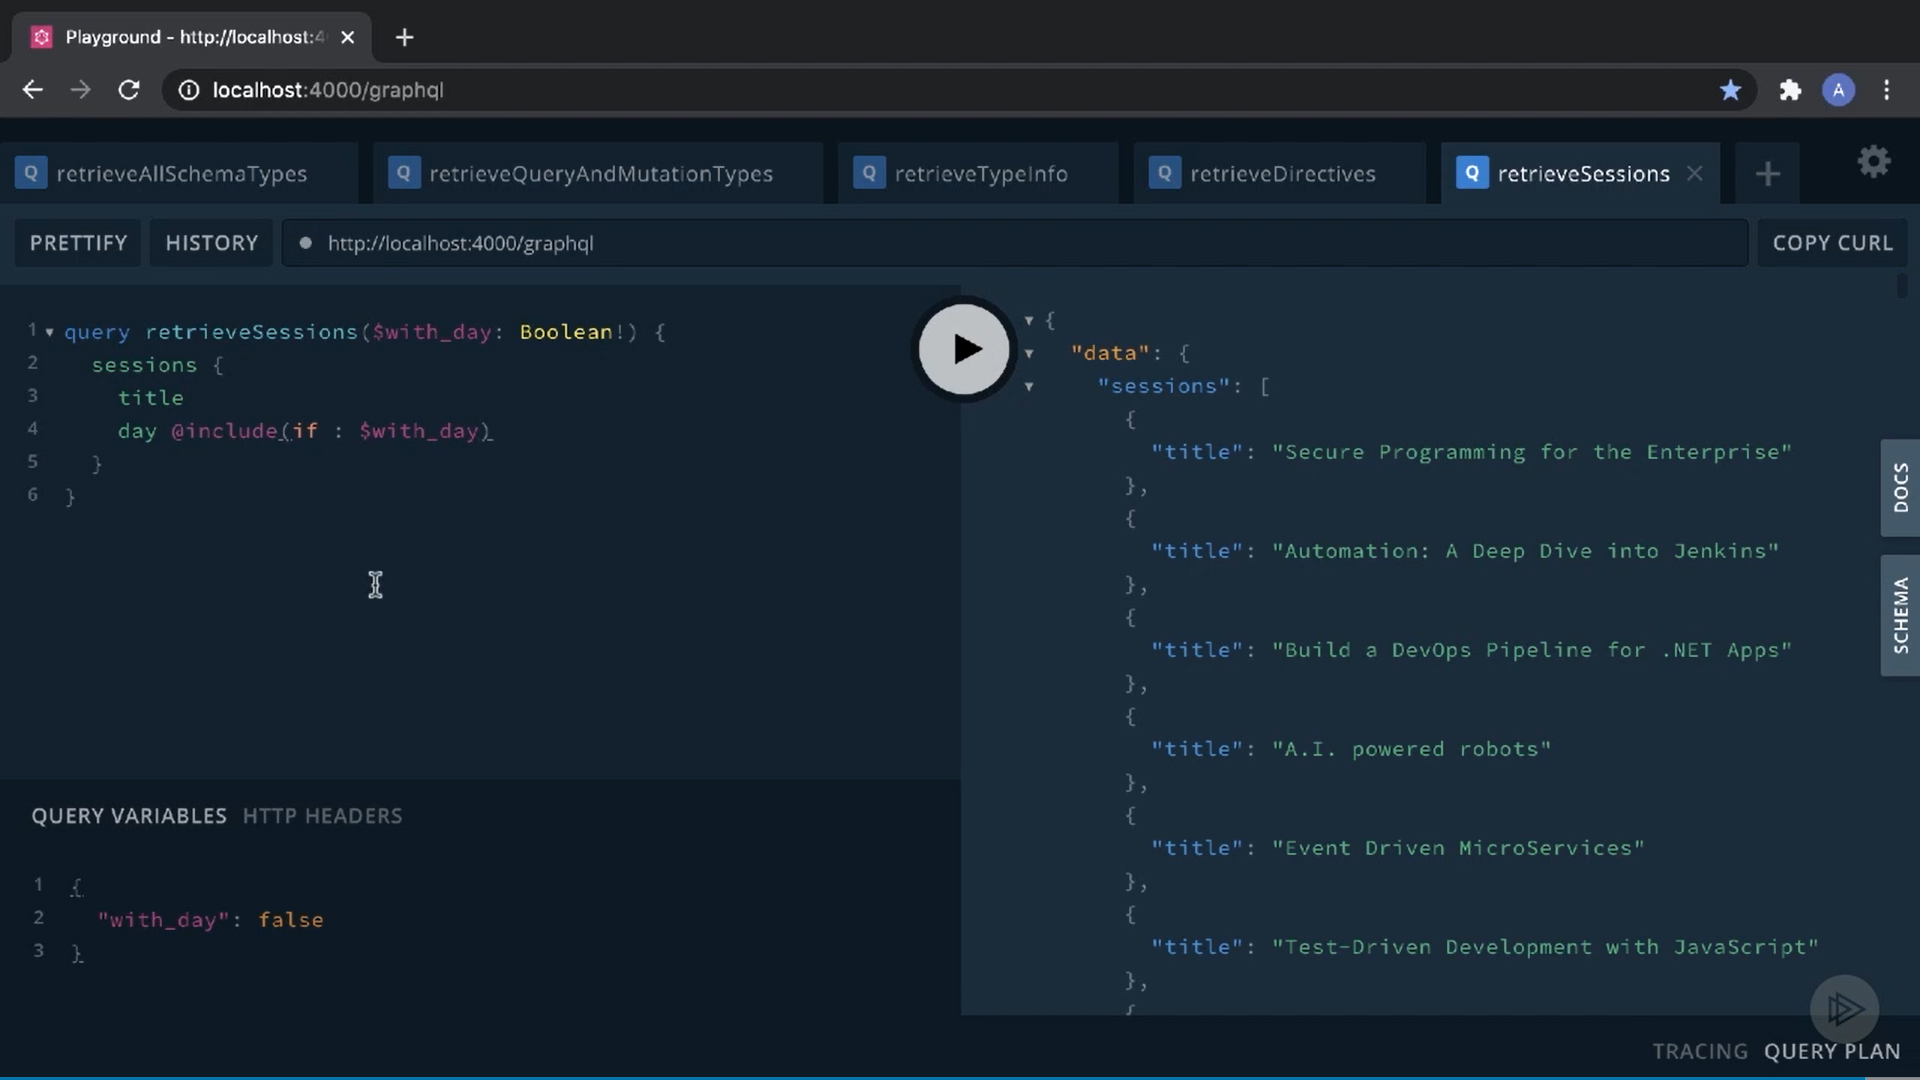 Playground - http://localhost:4
localhost:4000/graphql
A
Q retrieveAllSchemaTypes
Q retrieveQueryAndMutationTypes
Q retrieveTypeInfo
Q retrieveDirectives
Q retrieveSessions
PRETTIFY
HISTORY
http://localhost:4000/graphql
COPY CURL
1 query retrieveSessions($with_day: Boolean!) {
2 sessions {
3 title
4 day @include(if : $with_day)
5 }
6 }
QUERY VARIABLES HTTP HEADERS
1 {
2 "with_day": false
3 }
{
"data": {
"sessions": [
{
"title": "Secure Programming for the Enterprise"
},
{
"title": "Automation: A Deep Dive into Jenkins"
},
{
"title": "Build a DevOps Pipeline for .NET Apps"
},
{
"title": "A.I. powered robots"
},
{
"title": "Event Driven MicroServices"
},
{
"title": "Test-Driven Development with JavaScript"
},
{
DOCS
SCHEMA
TRACING QUERY PLAN